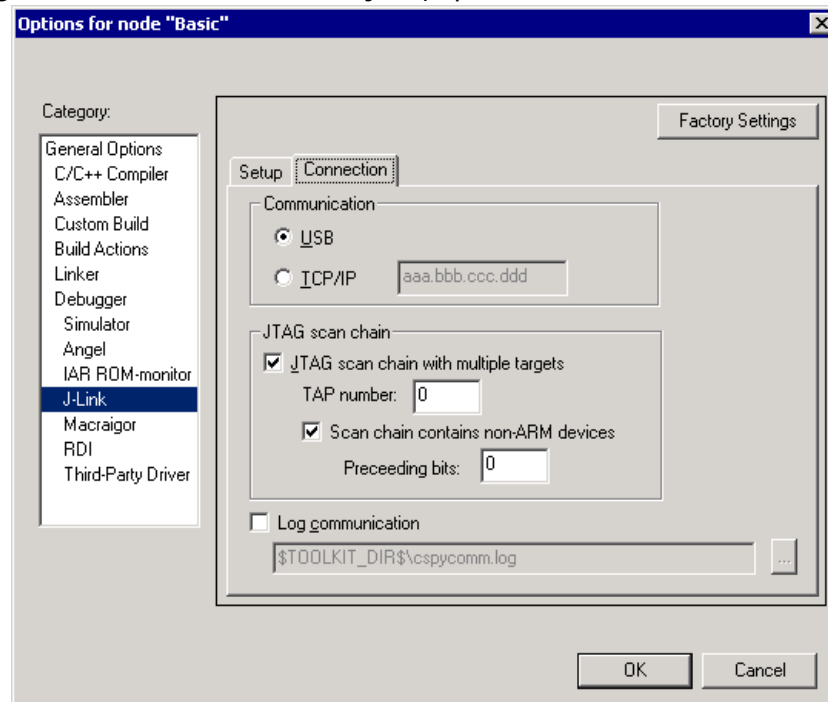 Options for node "Basic"
Category:
Factory Settings
General Options
C/C++ Compiler
Assembler
Custom Build
Build Actions
Linker
Debugger
Simulator
Angel
IAR ROM-monitor
J-Link
Macraigor
RDI
Third-Party Driver
Setup
Connection
Communication
USB
TCP/IP
aaa.bbb.ccc.ddd
JTAG scan chain
JTAG scan chain with multiple targets
TAP number: 0
Scan chain contains non-ARM devices
Preceeding bits: 0
Log communication
$TOOLKIT_DIR$\cspycomm.log
...
OK
Cancel